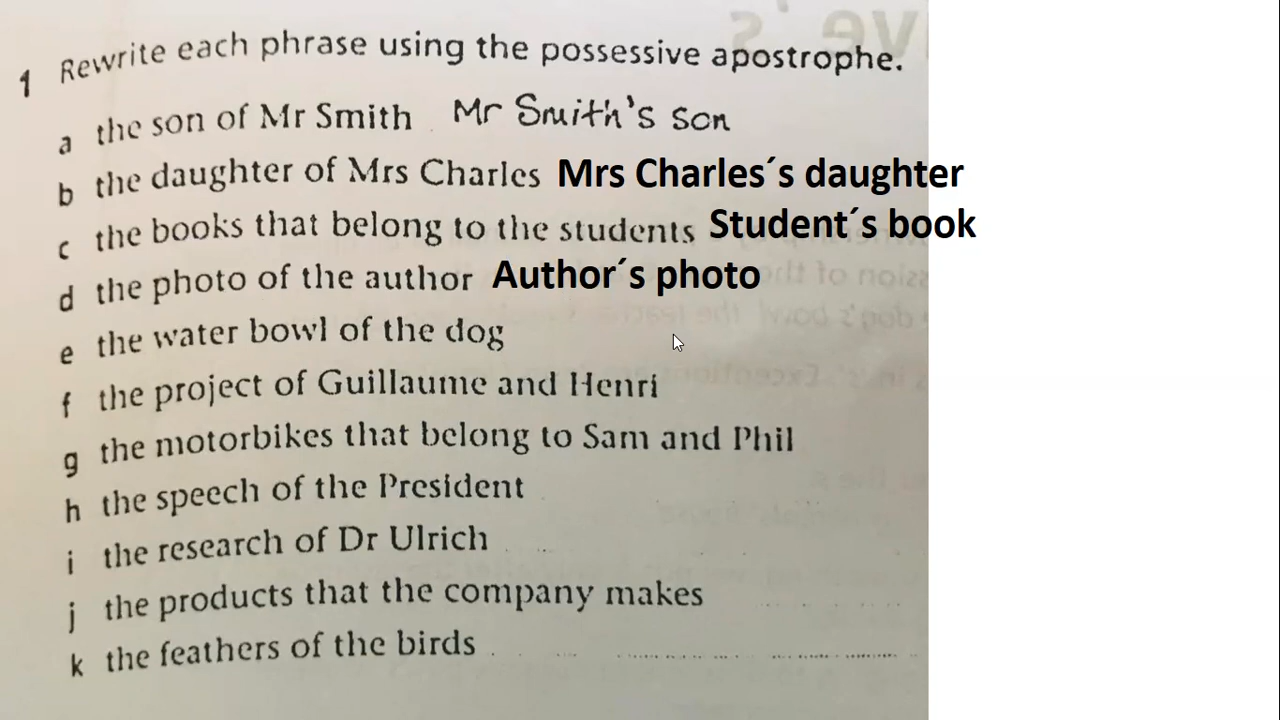 1 Rewrite each phrase using the possessive apostrophe.
a the son of Mr Smith Mr Smith's son
b the daughter of Mrs Charles Mrs Charles´s daughter
c the books that belong to the students Student´s book
d the photo of the author Author´s photo
e the water bowl of the dog
f the project of Guillaume and Henri
g the motorbikes that belong to Sam and Phil
h the speech of the President
i the research of Dr Ulrich
j the products that the company makes
k the feathers of the birds